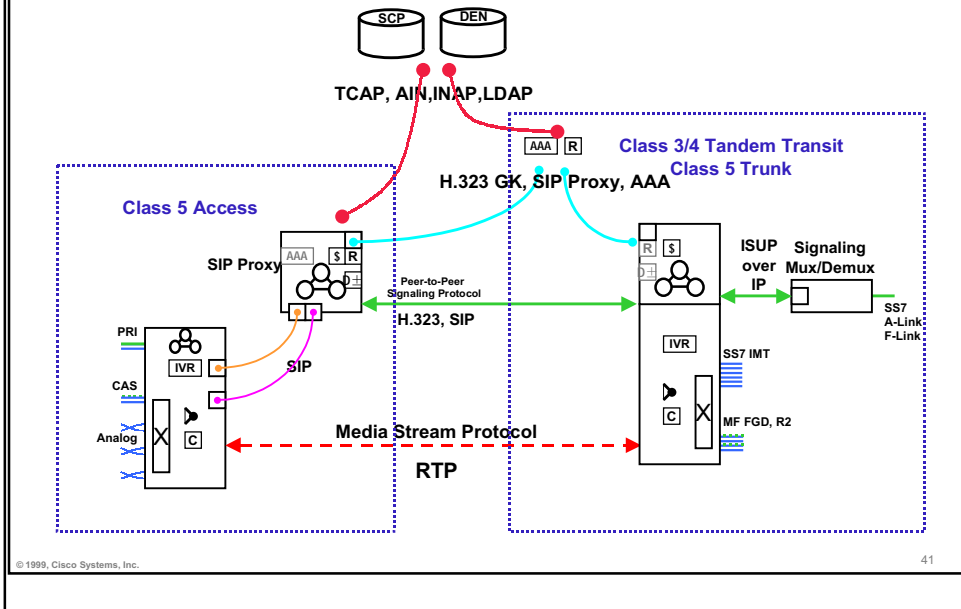 SCP
DEN
TCAP, AIN,INAP,LDAP
AAA
R
Class 3/4 Tandem Transit
Class 5 Trunk
H.323 GK, SIP Proxy, AAA
Class 5 Access
SIP Proxy
AAA
$
R
D±
Peer-to-Peer
Signaling Protocol
H.323, SIP
R
$
D±
ISUP
over
IP
Signaling
Mux/Demux
SS7
A-Link
F-Link
PRI
IVR
SIP
CAS
Analog
X
C
Media Stream Protocol
RTP
IVR
SS7 IMT
X
C
MF FGD, R2
© 1999, Cisco Systems, Inc.
41